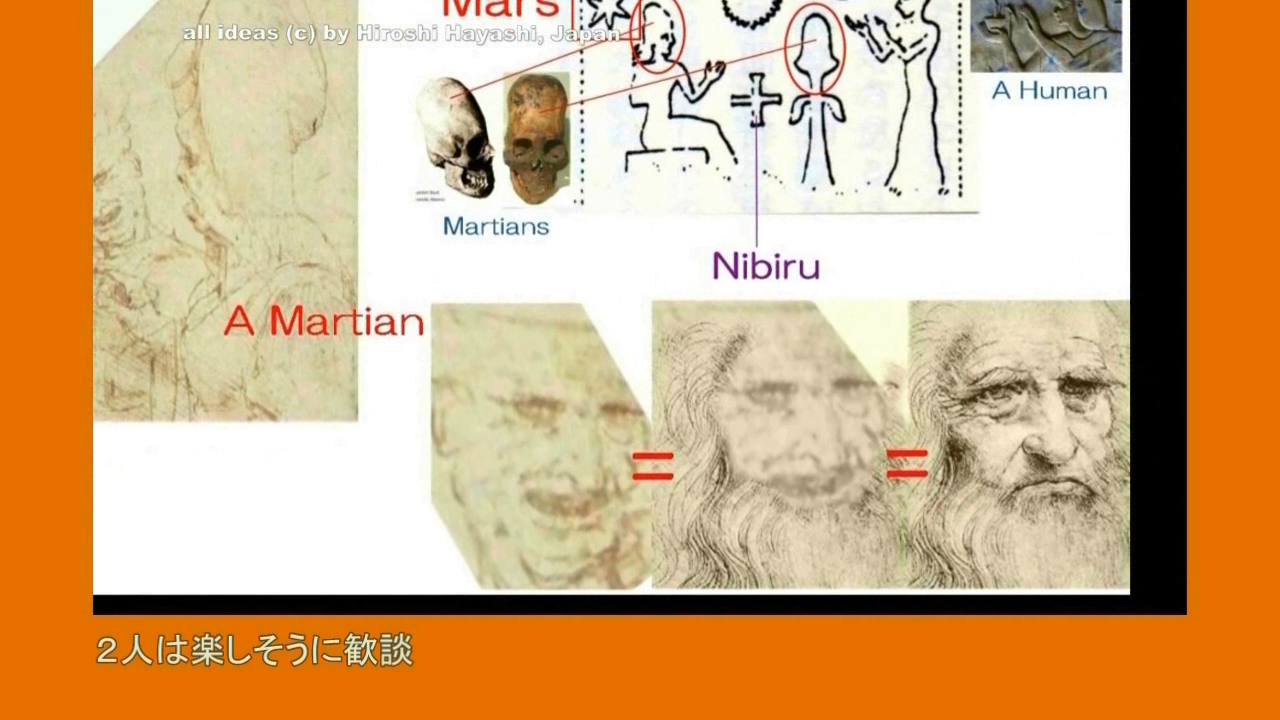 Mars
all ideas (c) by Hiroshi Hayashi, Japan
A Human
Martians
Nibiru
A Martian
=
=
２人は楽しそうに歓談